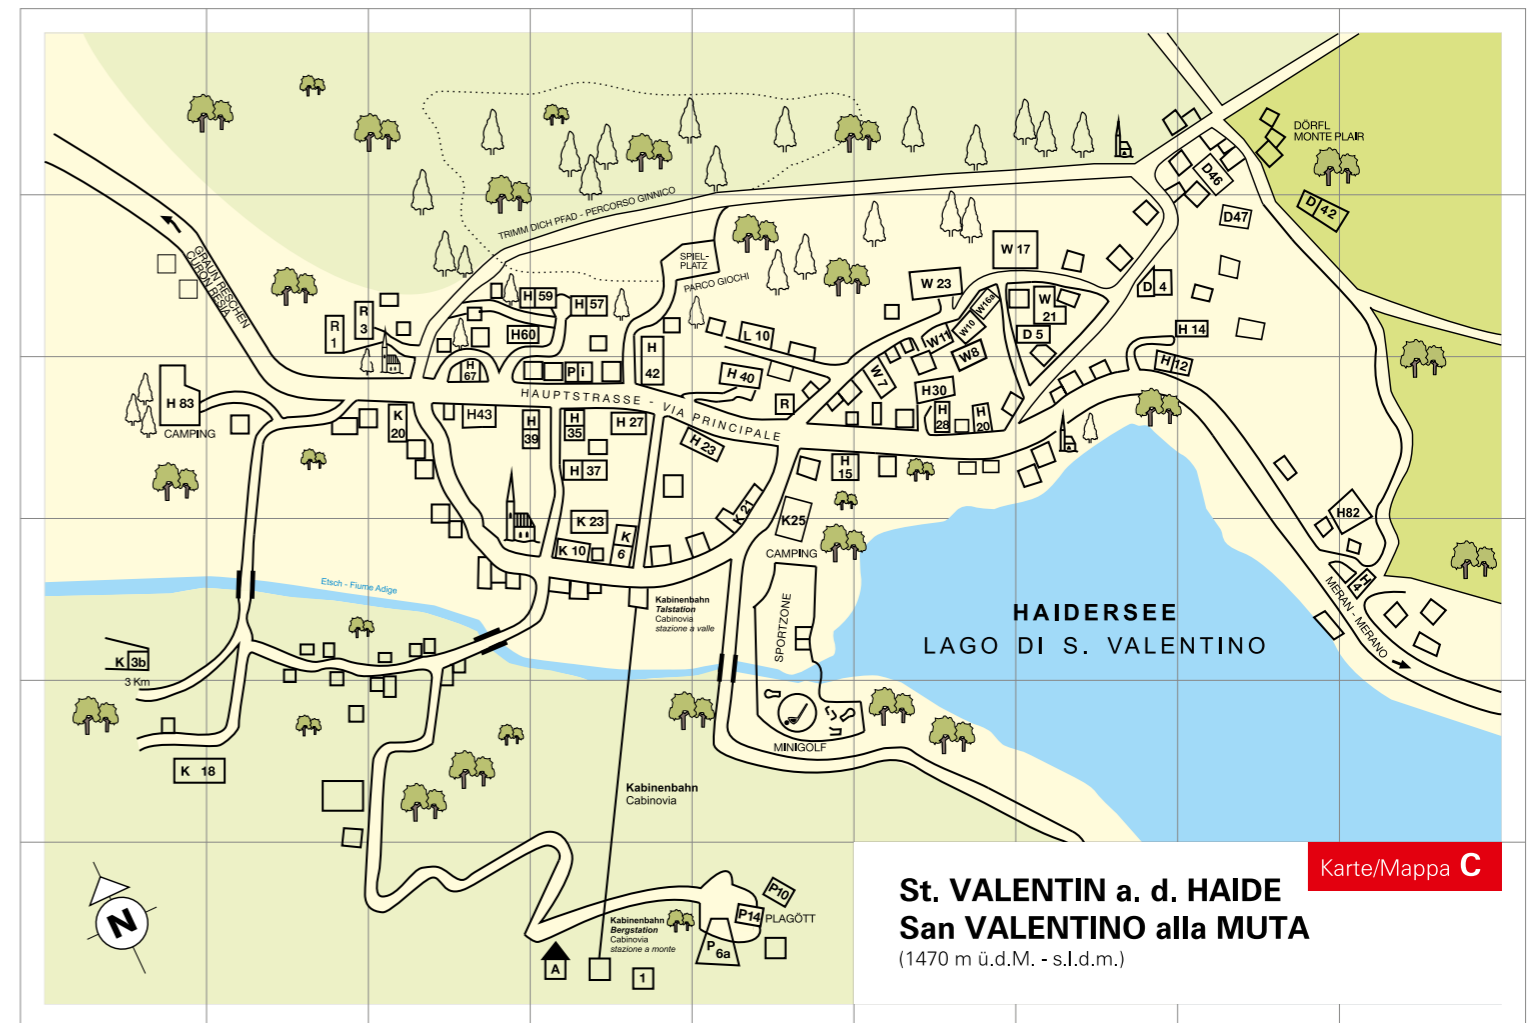 DÖRFL
MONTE PLAIR
D46
D 42
D47
TRIMM DICH PFAD - PERCORSO GINNICO
GRAUN RESCHEN
CURON RESIA
SPIEL-
PLATZ
PARCO GIOCHI
W 17
W 23
D 4
W
21
W16a
W10
W11
W8
W7
D 5
H 14
H 12
R
1
R
3
H 59
H 57
H60
H
67
P i
H
42
L 10
H 40
R
H30
H
28
H
20
H 83
CAMPING
K
20
H43
HAUPTSTRASSE - VIA PRINCIPALE
H
39
H
35
H 27
H 23
H 37
H
15
K 21
K25
K 23
K 10
K
6
CAMPING
SPORTZONE
H82
H
4
MERAN - MERANO
Etsch - Fiume Adige
Kabinenbahn
Talstation
Cabinovia
stazione a valle
HAIDERSEE
LAGO DI S. VALENTINO
K 3b
3 Km
K 18
MINIGOLF
Kabinenbahn
Cabinovia
P10
P14
PLAGÖTT
P
6a
Kabinenbahn
Bergstation
Cabinovia
stazione a monte
A
1
N
Karte/Mappa C
St. VALENTIN a. d. HAIDE
San VALENTINO alla MUTA
(1470 m ü.d.M. - s.l.d.m.)